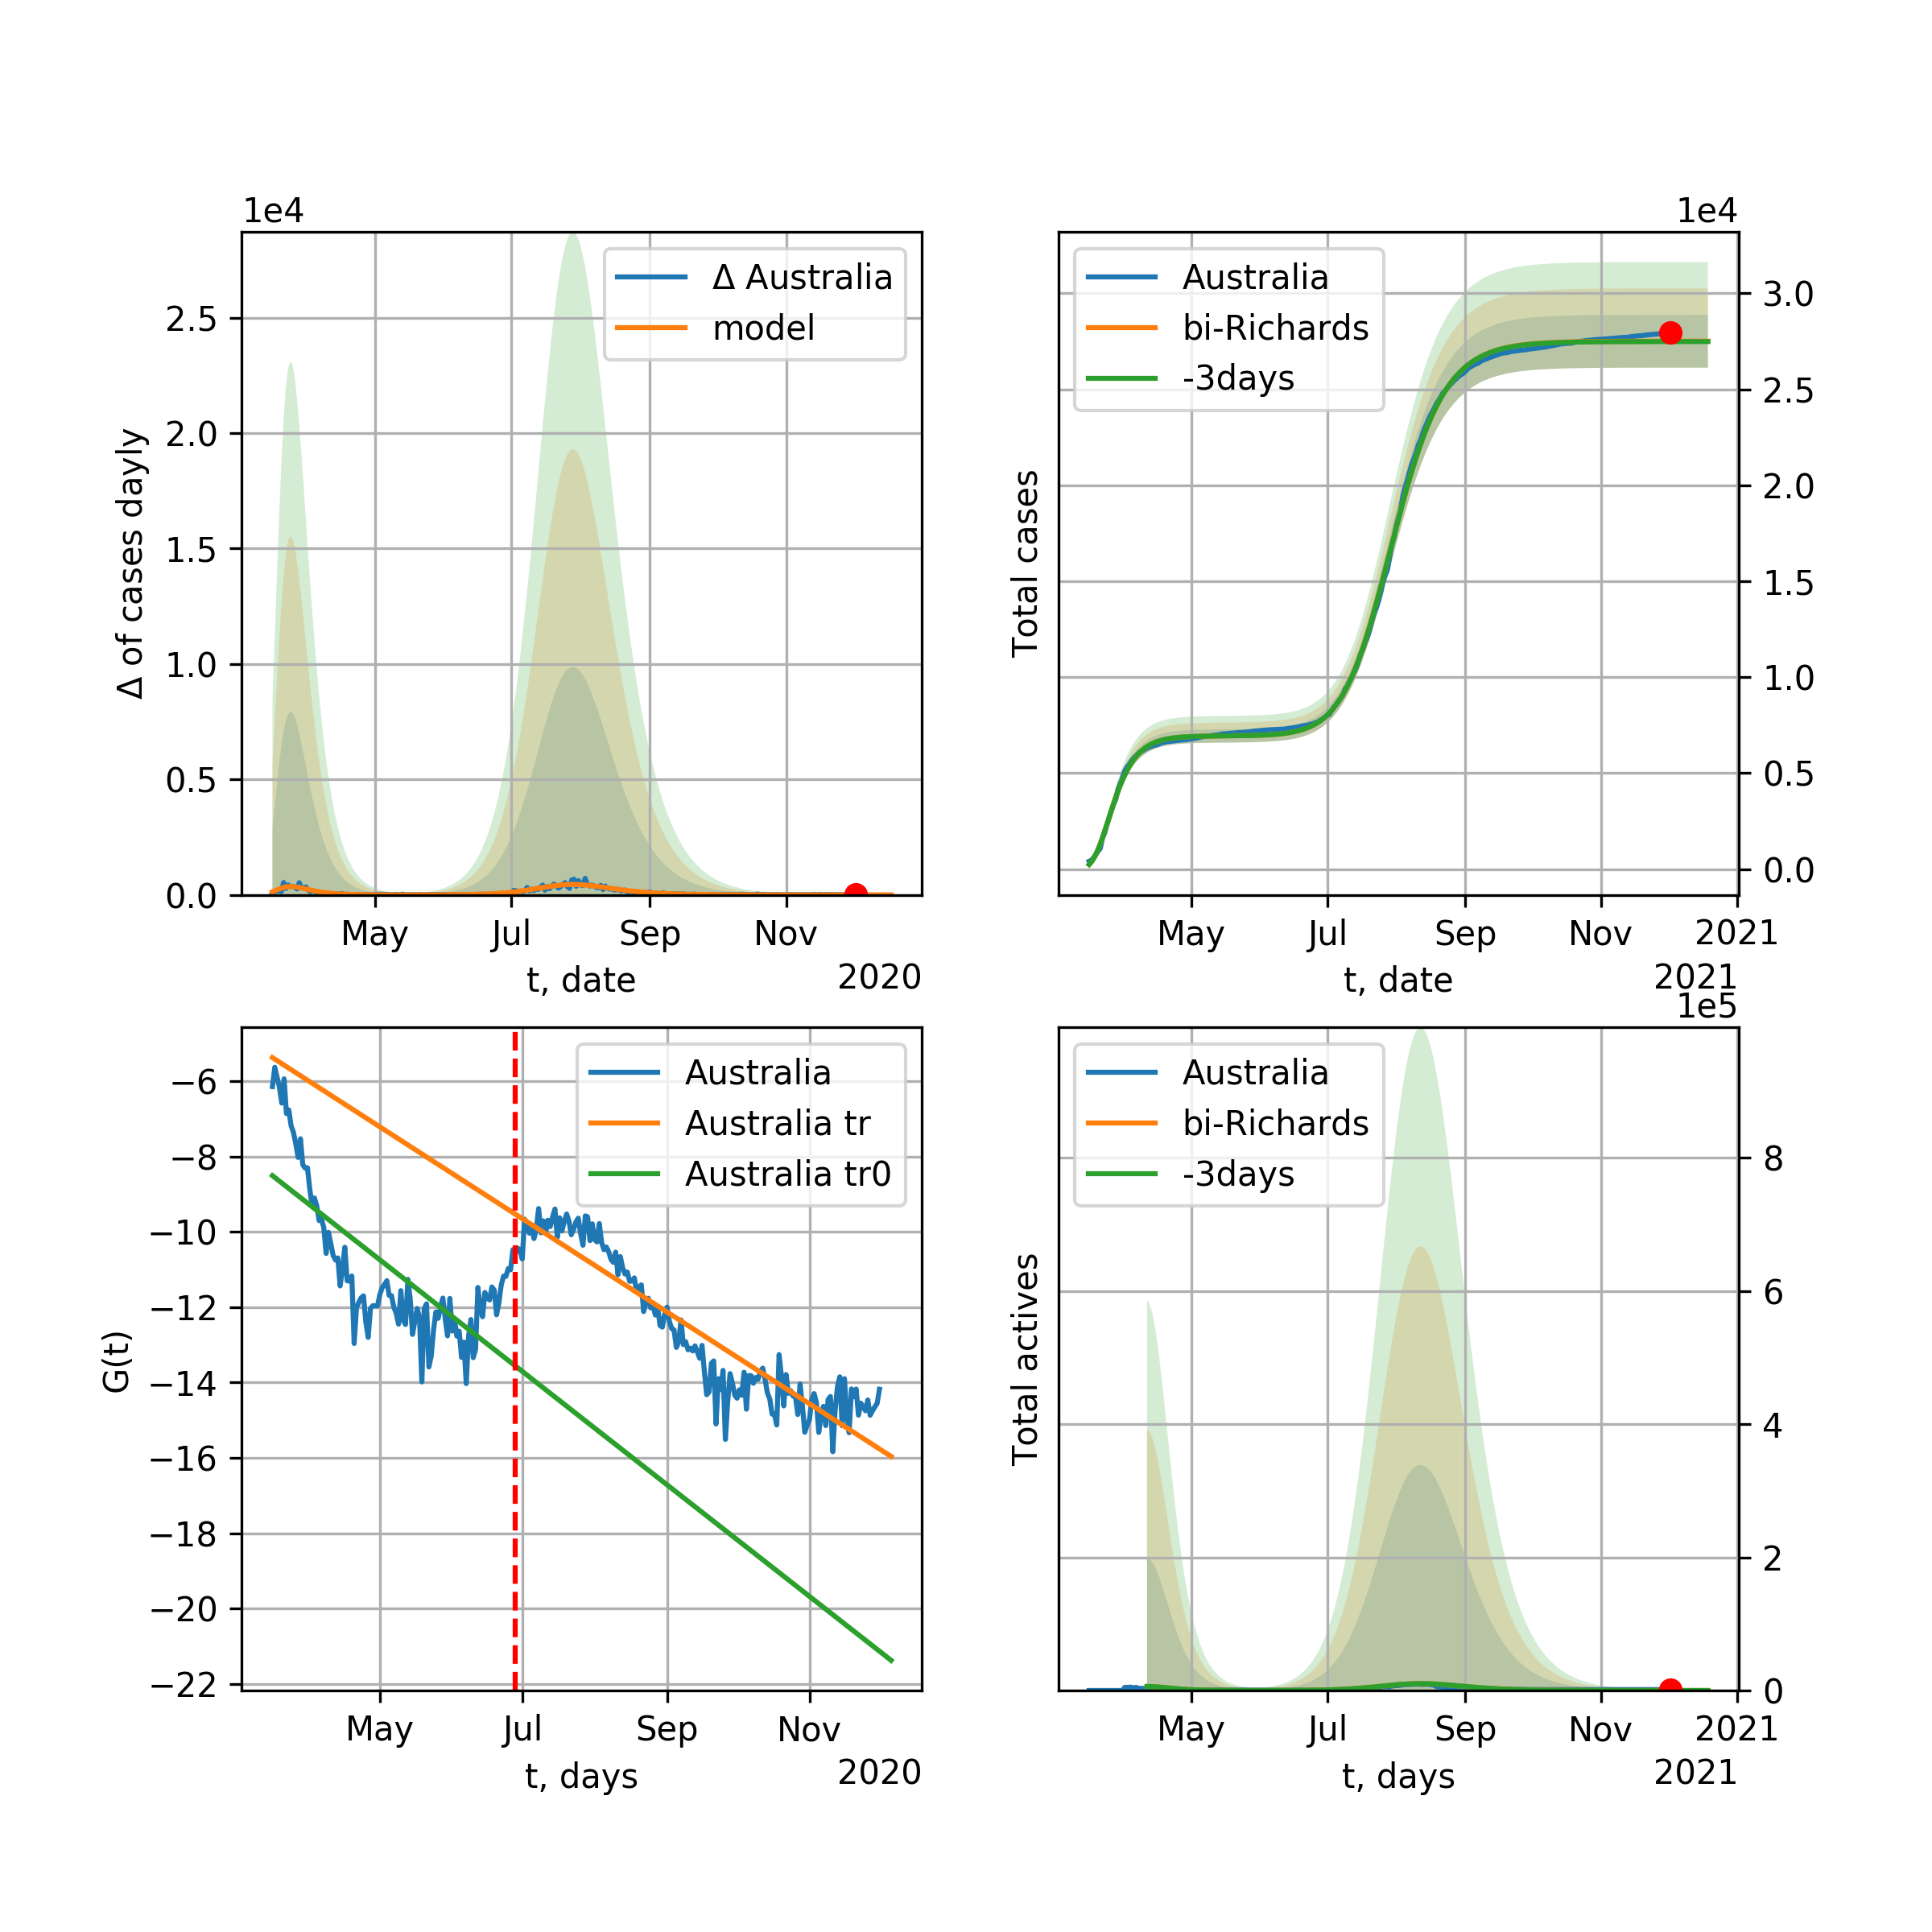 1e4
Δ Australia
model
2.5
2.0
1.5
1.0
0.5
0.0
Δ of cases dayly
May Jul Sep Nov
t, date
2020
1e4
Australia
bi-Richards
-3days
3.0
2.5
2.0
1.5
1.0
0.5
0.0
Total cases
May Jul Sep Nov 2021
t, date
2021
Australia
Australia tr
Australia tr0
−6
−8
−10
−12
−14
−16
−18
−20
−22
G(t)
May Jul Sep Nov
t, days
2020
1e5
Australia
bi-Richards
-3days
8
6
4
2
0
Total actives
May Jul Sep Nov 2021
t, days
2021